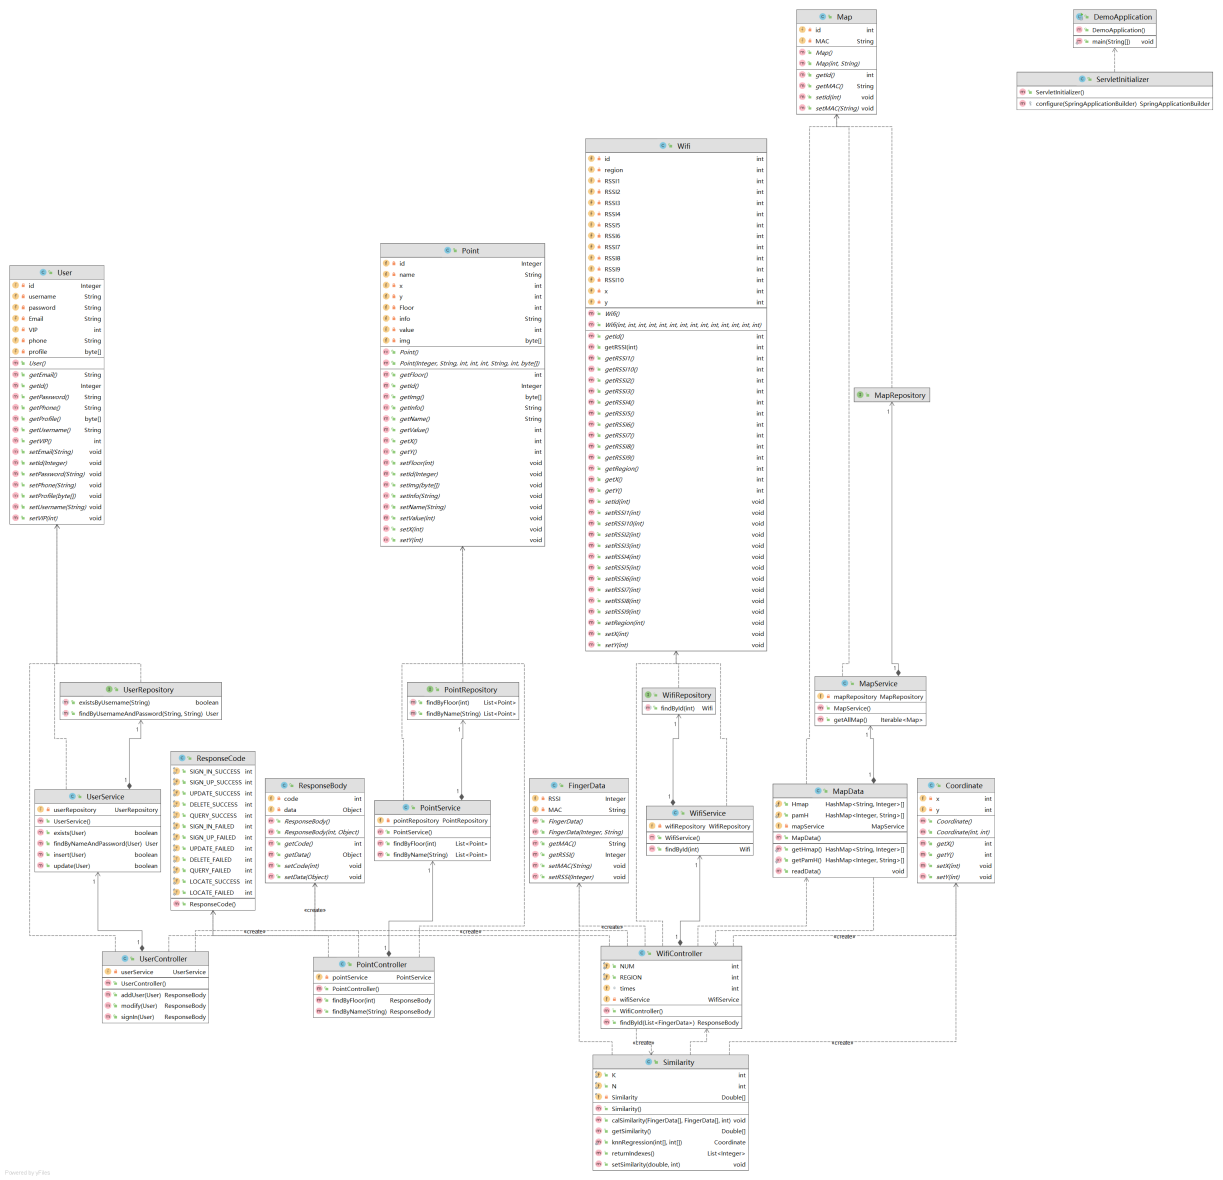 Map
id int
MAC String
Map()
Map(int, String)
getId() int
getMAC() String
setId(int) void
setMAC(String) void
DemoApplication
DemoApplication()
main(String[]) void
ServletInitializer
ServletInitializer()
configure(SpringApplicationBuilder) SpringApplicationBuilder
Wifi
id int
region int
RSSI1 int
RSSI2 int
RSSI3 int
RSSI4 int
RSSI5 int
RSSI6 int
RSSI7 int
RSSI8 int
RSSI9 int
RSSI10 int
x int
y int
Wifi()
Wifi(int, int, int, int, int, int, int, int, int, int, int, int, int, int)
getId() int
getRSSI(int) int
getRSSI1() int
getRSSI10() int
getRSSI2() int
getRSSI3() int
getRSSI4() int
getRSSI5() int
getRSSI6() int
getRSSI7() int
getRSSI8() int
getRSSI9() int
getRegion() int
getX() int
getY() int
setId(int) void
setRSSI1(int) void
setRSSI10(int) void
setRSSI2(int) void
setRSSI3(int) void
setRSSI4(int) void
setRSSI5(int) void
setRSSI6(int) void
setRSSI7(int) void
setRSSI8(int) void
setRSSI9(int) void
setRegion(int) void
setX(int) void
setY(int) void
Point
id Integer
name String
x int
y int
Floor int
info String
value int
img byte[]
Point()
Point(Integer, String, int, int, int, String, int, byte[])
getFloor() int
getId() Integer
getImg() byte[]
getInfo() String
getName() String
getValue() int
getX() int
getY() int
setFloor(int) void
setId(Integer) void
setImg(byte[]) void
setInfo(String) void
setName(String) void
setValue(int) void
setX(int) void
setY(int) void
User
id Integer
username String
password String
Email String
VIP int
phone String
profile byte[]
User()
getEmail() String
getId() Integer
getPassword() String
getPhone() String
getProfile() byte[]
getUsername() String
getVIP() int
setEmail(String) void
setId(Integer) void
setPassword(String) void
setPhone(String) void
setProfile(byte[]) void
setUsername(String) void
setVIP(int) void
MapRepository
1
1
MapService
mapRepository MapRepository
MapService()
getAllMap() Iterable<Map>
1
1
UserRepository
existsByUsername(String) boolean
findByUsernameAndPassword(String, String) User
1
1
PointRepository
findByFloor(int) List<Point>
findByName(String) List<Point>
1
1
WifiRepository
findById(int) Wifi
1
1
ResponseCode
SIGN_IN_SUCCESS int
SIGN_UP_SUCCESS int
UPDATE_SUCCESS int
DELETE_SUCCESS int
QUERY_SUCCESS int
SIGN_IN_FAILED int
SIGN_UP_FAILED int
UPDATE_FAILED int
DELETE_FAILED int
QUERY_FAILED int
LOCATE_SUCCESS int
LOCATE_FAILED int
ResponseCode()
ResponseBody
code int
data Object
ResponseBody()
ResponseBody(int, Object)
getCode() int
getData() Object
setCode(int) void
setData(Object) void
UserService
userRepository UserRepository
UserService()
exists(User) boolean
findByNameAndPassword(User) User
insert(User) boolean
update(User) boolean
1
1
PointService
pointRepository PointRepository
PointService()
findByFloor(int) List<Point>
findByName(String) List<Point>
1
1
FingerData
RSSI Integer
MAC String
FingerData()
FingerData(Integer, String)
getMAC() String
getRSSI() Integer
setMAC(String) void
setRSSI(Integer) void
WifiService
wifiRepository WifiRepository
WifiService()
findById(int) Wifi
1
1
MapData
Hmap HashMap<String, Integer>[]
pamH HashMap<Integer, String>[]
mapService MapService
MapData()
getHmap() HashMap<String, Integer>[]
getPamH() HashMap<Integer, String>[]
readData() void
Coordinate
x int
y int
Coordinate()
Coordinate(int, int)
getX() int
getY() int
setX(int) void
setY(int) void
«create»
«create»
«create»
«create»
«create»
UserController
userService UserService
UserController()
addUser(User) ResponseBody
modify(User) ResponseBody
signIn(User) ResponseBody
PointController
pointService PointService
PointController()
findByFloor(int) ResponseBody
findByName(String) ResponseBody
WifiController
NUM int
REGION int
times int
wifiService WifiService
WifiController()
findById(List<FingerData>) ResponseBody
«create»
«create»
Similarity
K int
N int
Similarity Double[]
Similarity()
calSimilarity(FingerData[], FingerData[], int) void
getSimilarity() Double[]
knnRegression(int[], int[]) Coordinate
returnIndexes() List<Integer>
setSimilarity(double, int) void
Powered by yFiles